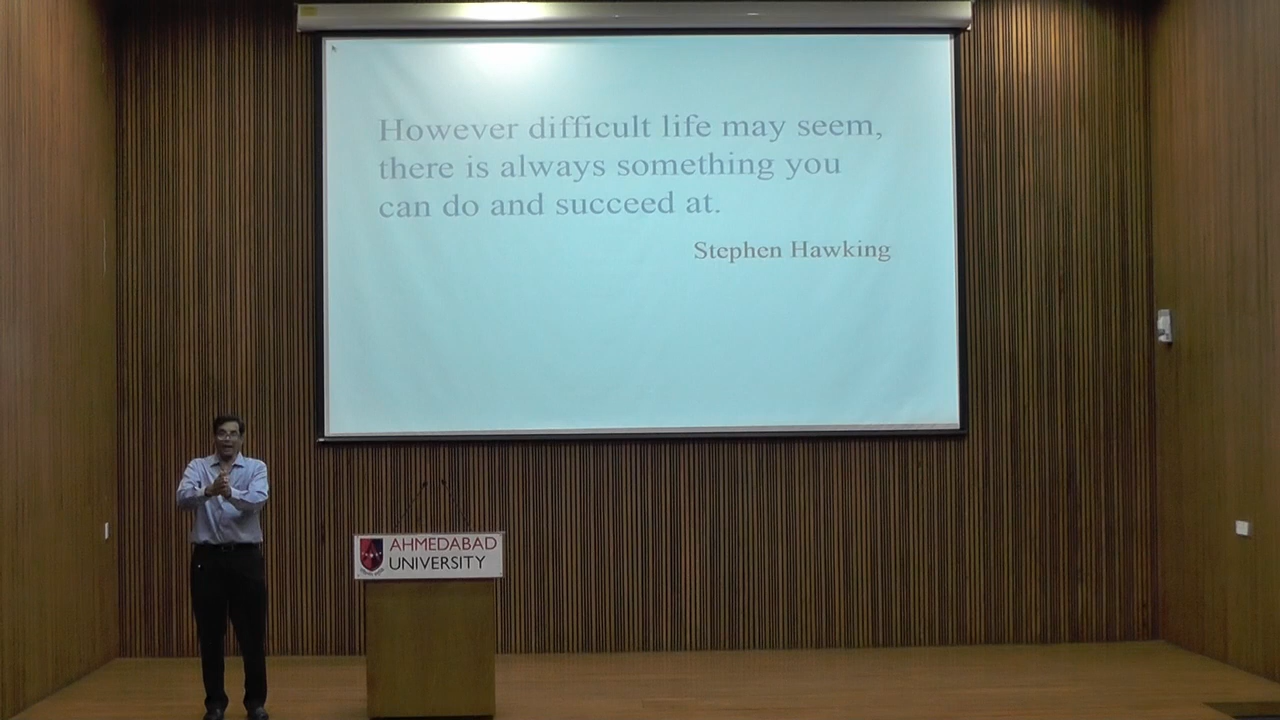 However difficult life may seem,
there is always something you
can do and succeed at.
Stephen Hawking
AHMEDABAD
UNIVERSITY